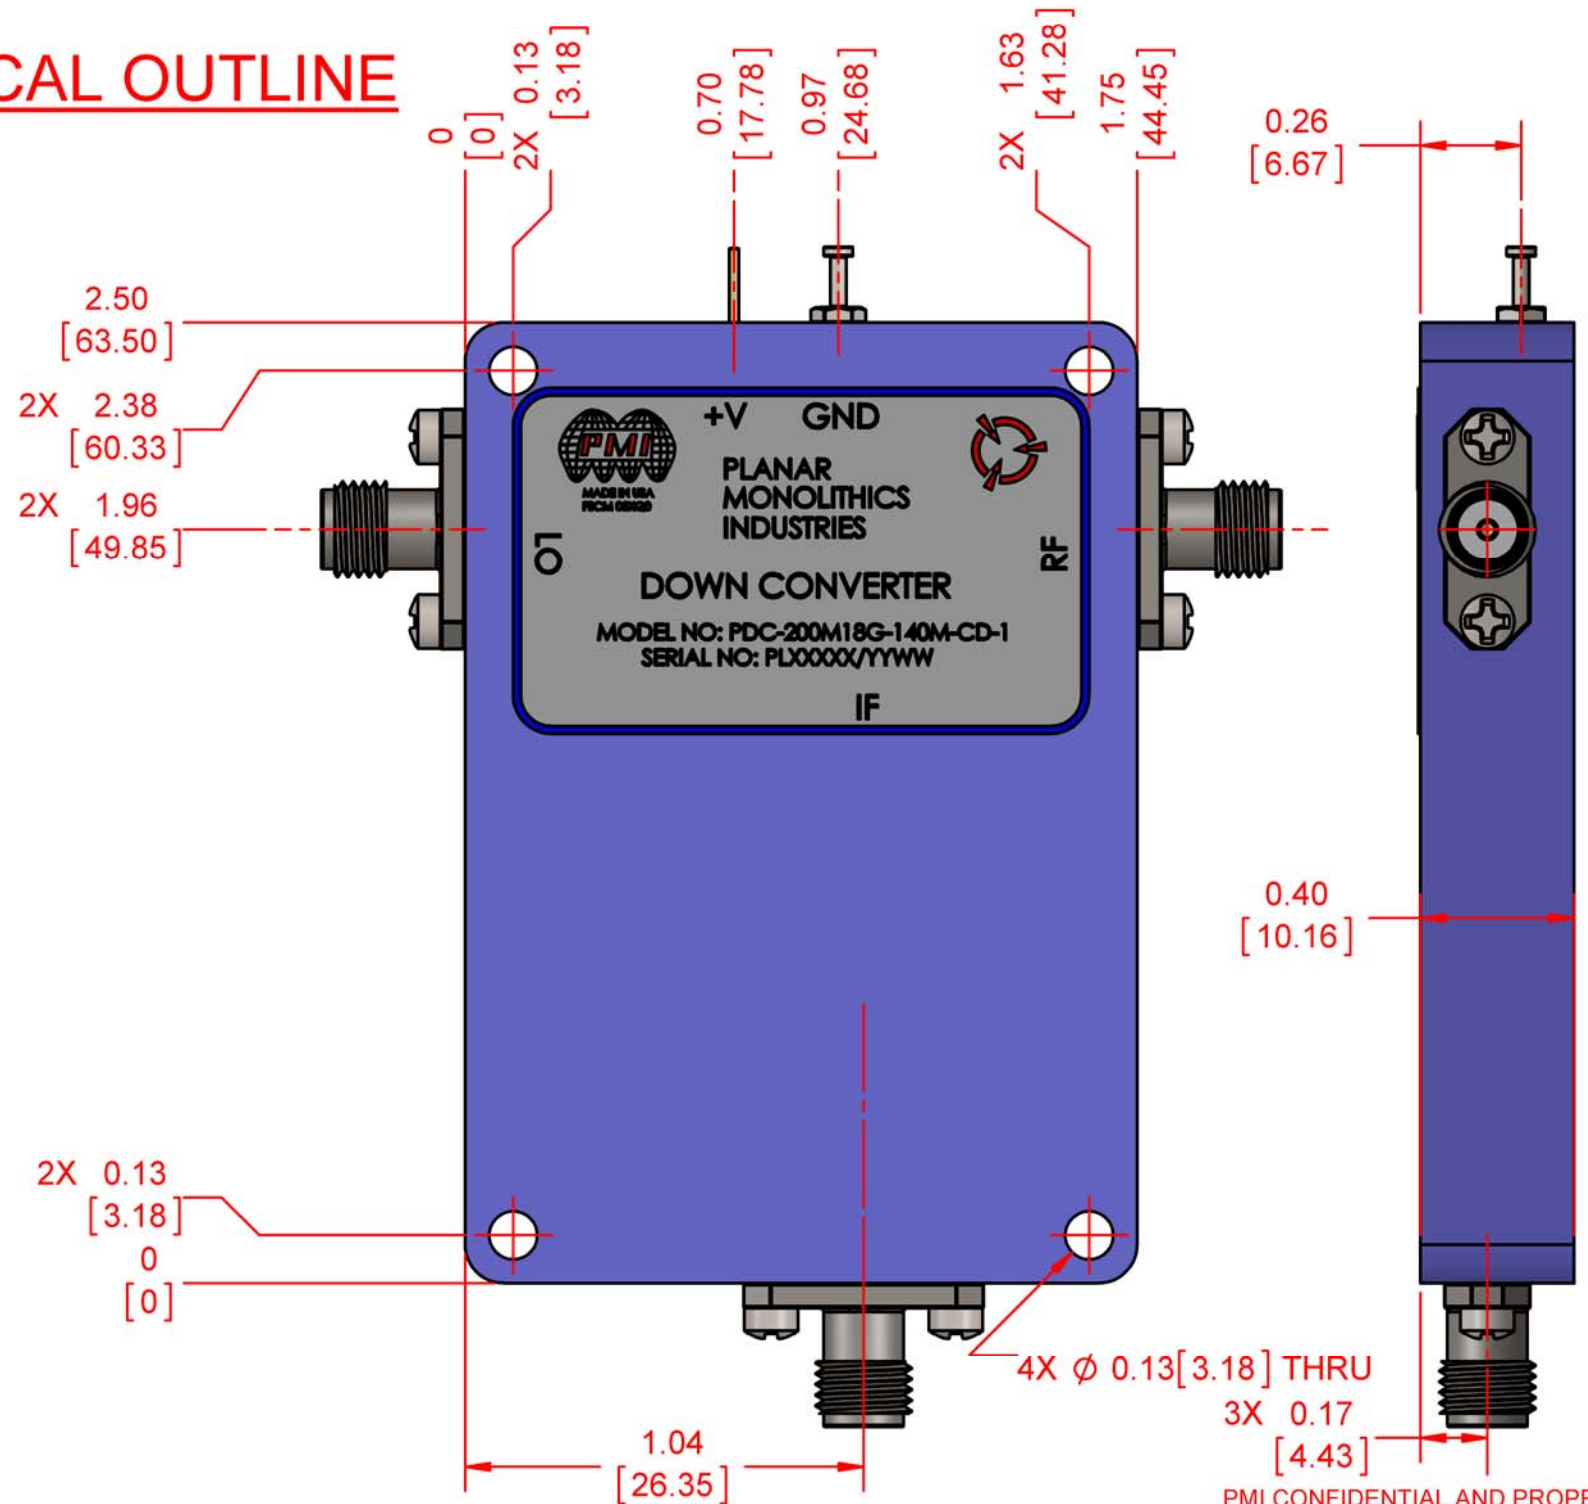 CAL OUTLINE
0
[0]
2X 0.13
[3.18]
0.70
[17.78]
0.97
[24.68]
2X 1.63
[41.28]
1.75
[44.45]
0.26
[6.67]
2.50
[63.50]
2X 2.38
[60.33]
2X 1.96
[49.85]
+V GND
PMI
MADE IN USA
PLANAR
MONOLITHICS
INDUSTRIES
LO
RF
DOWN CONVERTER
MODEL NO: PDC-200M18G-140M-CD-1
SERIAL NO: PLXXXXX/YYWW
IF
0.40
[10.16]
2X 0.13
[3.18]
0
[0]
4X ϕ 0.13[3.18] THRU
3X 0.17
[4.43]
1.04
[26.35]
PMI CONFIDENTIAL AND